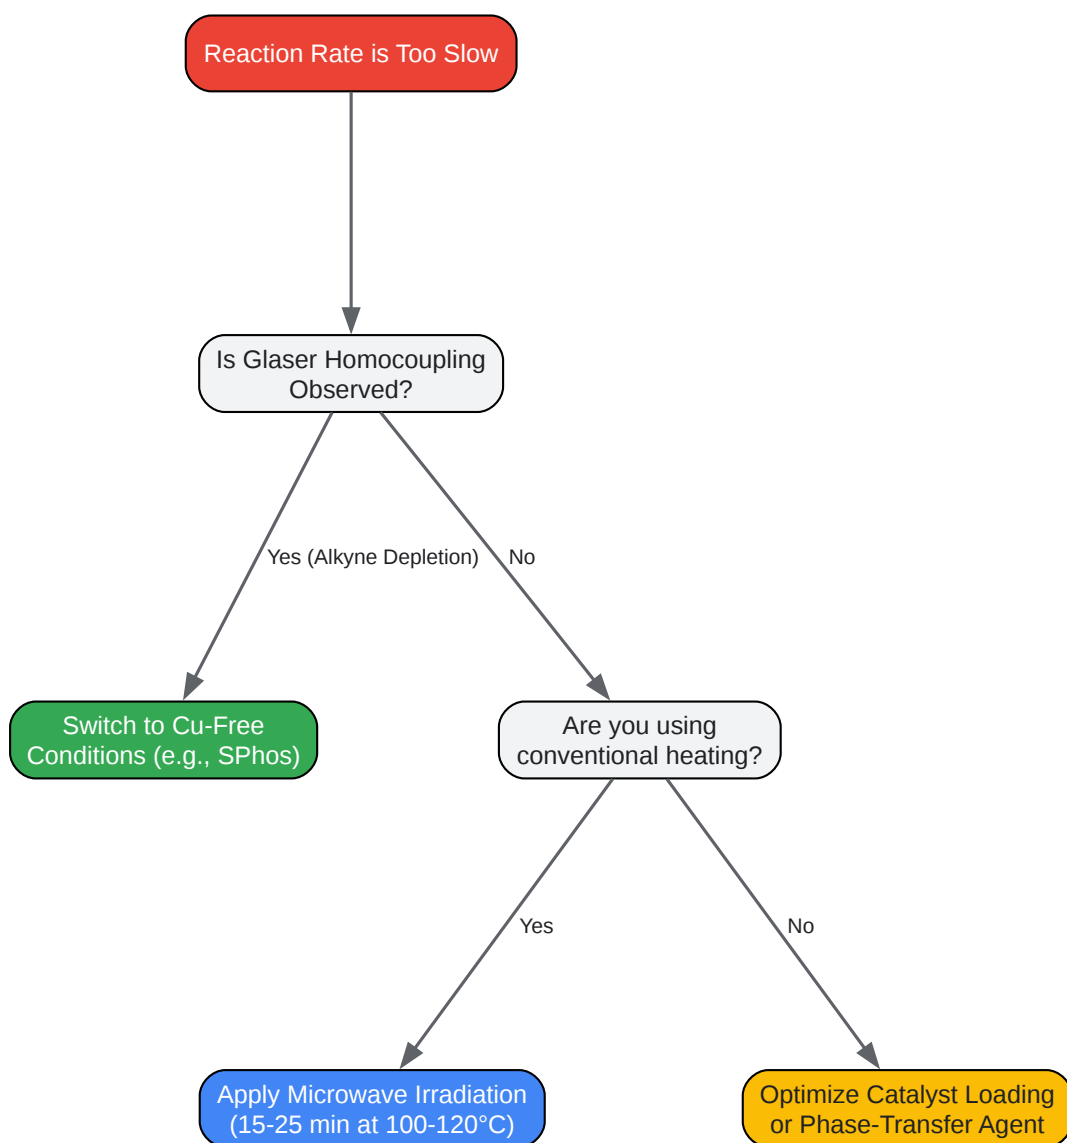 Reaction Rate is Too Slow
Is Glaser Homocoupling
Observed?
Yes (Alkyne Depletion)
No
Switch to Cu-Free
Conditions (e.g., SPhos)
Are you using
conventional heating?
Yes
No
Apply Microwave Irradiation
(15-25 min at 100-120°C)
Optimize Catalyst Loading
or Phase-Transfer Agent